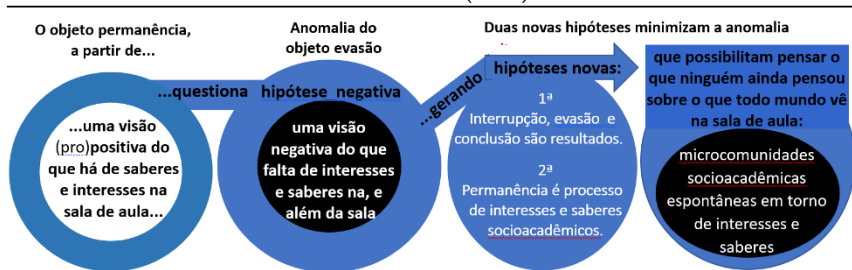 O objeto permanência,
a partir de...
...uma visão
(pro)positiva do
que há de saberes
e interesses na
sala de aula...
...questiona
Anomalia do
objeto evasão
hipótese negativa
uma visão
negativa do que
falta de interesses
e saberes na, e
além da sala
...gerando
Duas novas hipóteses minimizam a anomalia
hipóteses novas:
1ª
Interrupção, evasão e
conclusão são resultados.
2ª
Permanência é processo
de interesses e saberes
socioacadêmicos.
que possibilitam pensar o
que ninguém ainda pensou
sobre o que todo mundo vê
na sala de aula:
microcomunidades
socioacadêmicas
espontâneas em torno
de interesses e
saberes